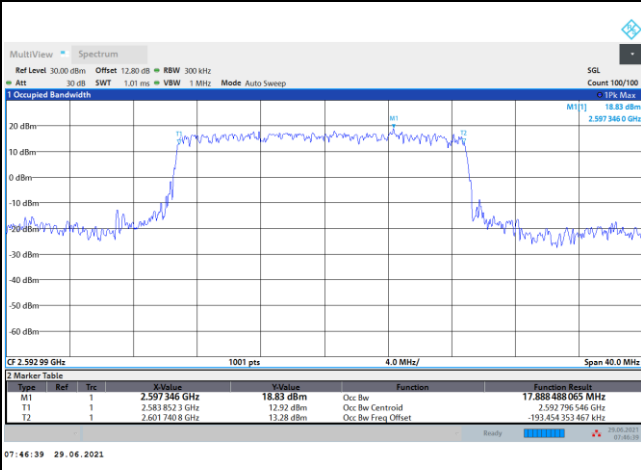 MultiView Spectrum
Ref Level 30.00 dBm Offset 12.80 dB RBW 300 kHz SGL
Att 30 dB SWT 1.01 ms VBW 1 MHz Mode Auto Sweep Count 100/100
1 Occupied Bandwidth 1Pk Max
M1[1] 18.83 dBm
2.597 346 0 GHz
M1
T1 T2
20 dBm
10 dBm
0 dBm
-10 dBm
-20 dBm
-30 dBm
-40 dBm
-50 dBm
-60 dBm
CF 2.592 99 GHz 1001 pts 4.0 MHz/ Span 40.0 MHz
2 Marker Table
Type Ref Trc X-Value Y-Value Function Function Result
M1 1 2.597 346 GHz 18.83 dBm Occ Bw 17.888 488 065 MHz
T1 1 2.583 852 3 GHz 12.92 dBm Occ Bw Centroid 2.592 796 546 GHz
T2 1 2.601 740 8 GHz 13.28 dBm Occ Bw Freq Offset -193.454 353 467 kHz
Ready 29.06.2021
07:46:39
07:46:39 29.06.2021